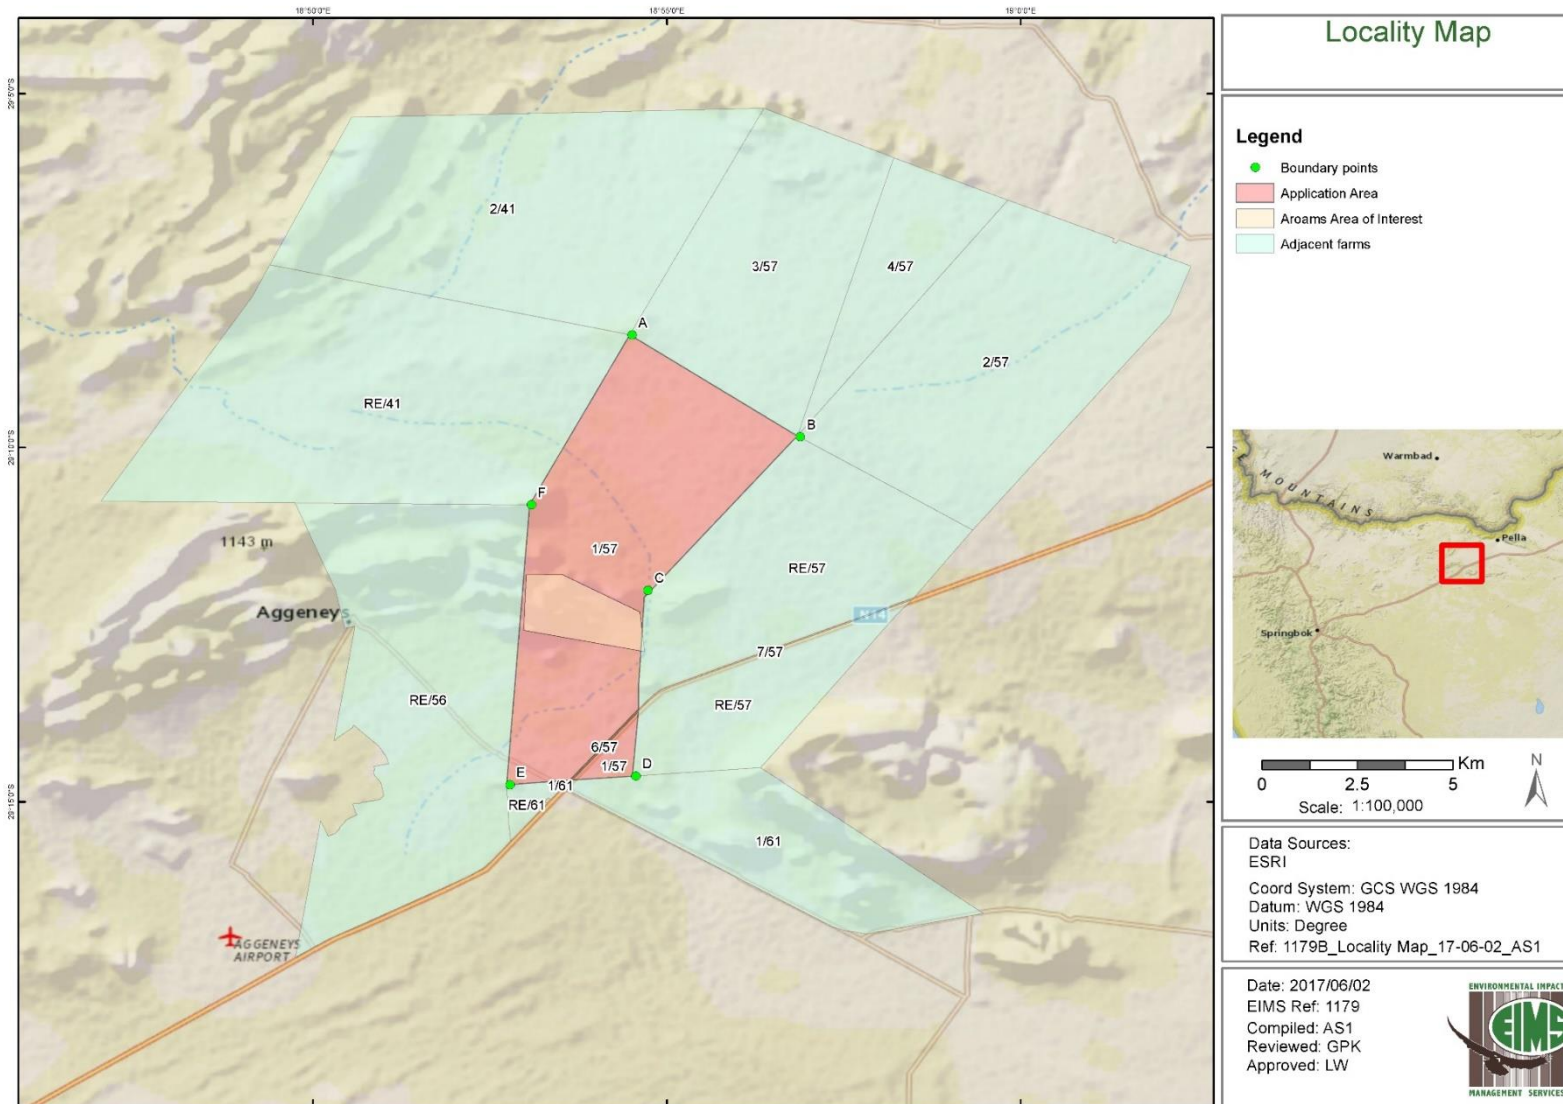 18°50'0"E
18°55'0"E
19°0'0"E
29°5'0"S
29°10'0"S
29°15'0"S
2/41
3/57
4/57
2/57
A
RE/41
B
F
1143 m
1/57
C
RE/57
Aggeneys
7/57
RE/56
RE/57
6/57
1/57
D
E
1/61
RE/61
1/61
AGGENEYS
AIRPORT
Locality Map
Legend
Boundary points
Application Area
Aroams Area of Interest
Adjacent farms
Warmbad
MOUNTAINS
Pella
Springbok
0 2.5 5 Km
Scale: 1:100,000
N
Data Sources:
ESRI
Coord System: GCS WGS 1984
Datum: WGS 1984
Units: Degree
Ref: 1179B_Locality Map_17-06-02_AS1
Date: 2017/06/02
EIMS Ref: 1179
Compiled: AS1
Reviewed: GPK
Approved: LW
ENVIRONMENTAL IMPACT
EIMS
MANAGEMENT SERVICES